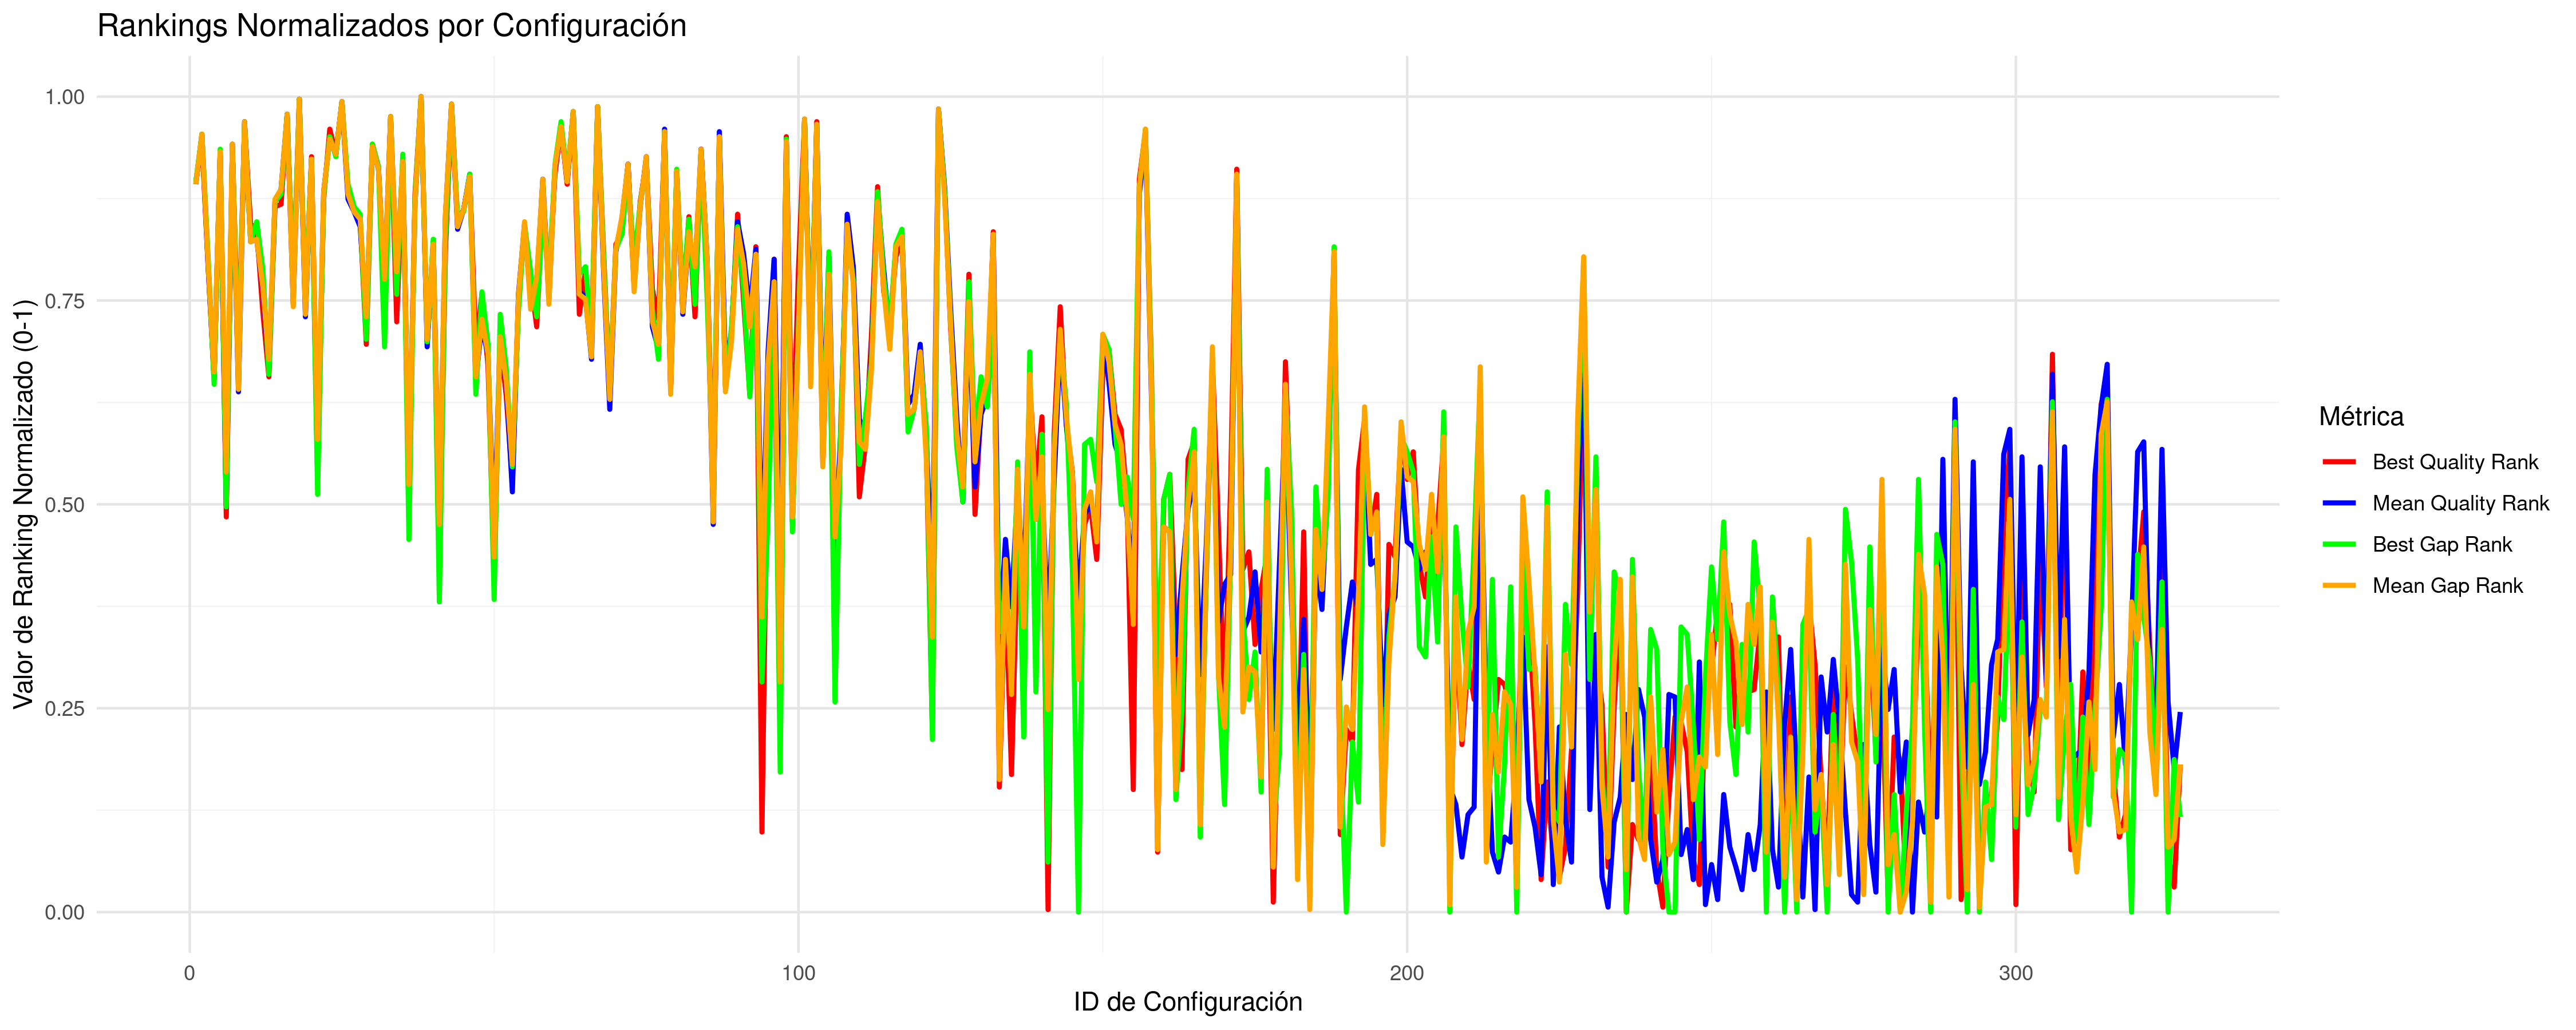 Rankings Normalizados por Configuración
Valor de Ranking Normalizado (0-1)
1.00
0.75
0.50
0.25
0.00
0
100
200
300
ID de Configuración
Métrica
Best Quality Rank
Mean Quality Rank
Best Gap Rank
Mean Gap Rank